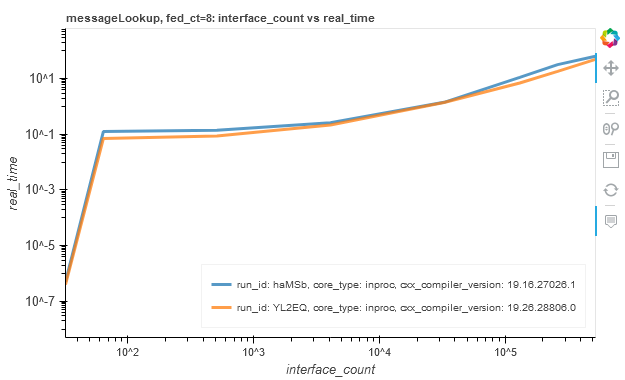 messageLookup, fed_ct=8: interface_count vs real_time
10^1
10^-1
10^-3
10^-5
10^-7
real_time
run_id: haMSb, core_type: inproc, cxx_compiler_version: 19.16.27026.1
run_id: YL2EQ, core_type: inproc, cxx_compiler_version: 19.26.28806.0
10^2
10^3
10^4
10^5
interface_count